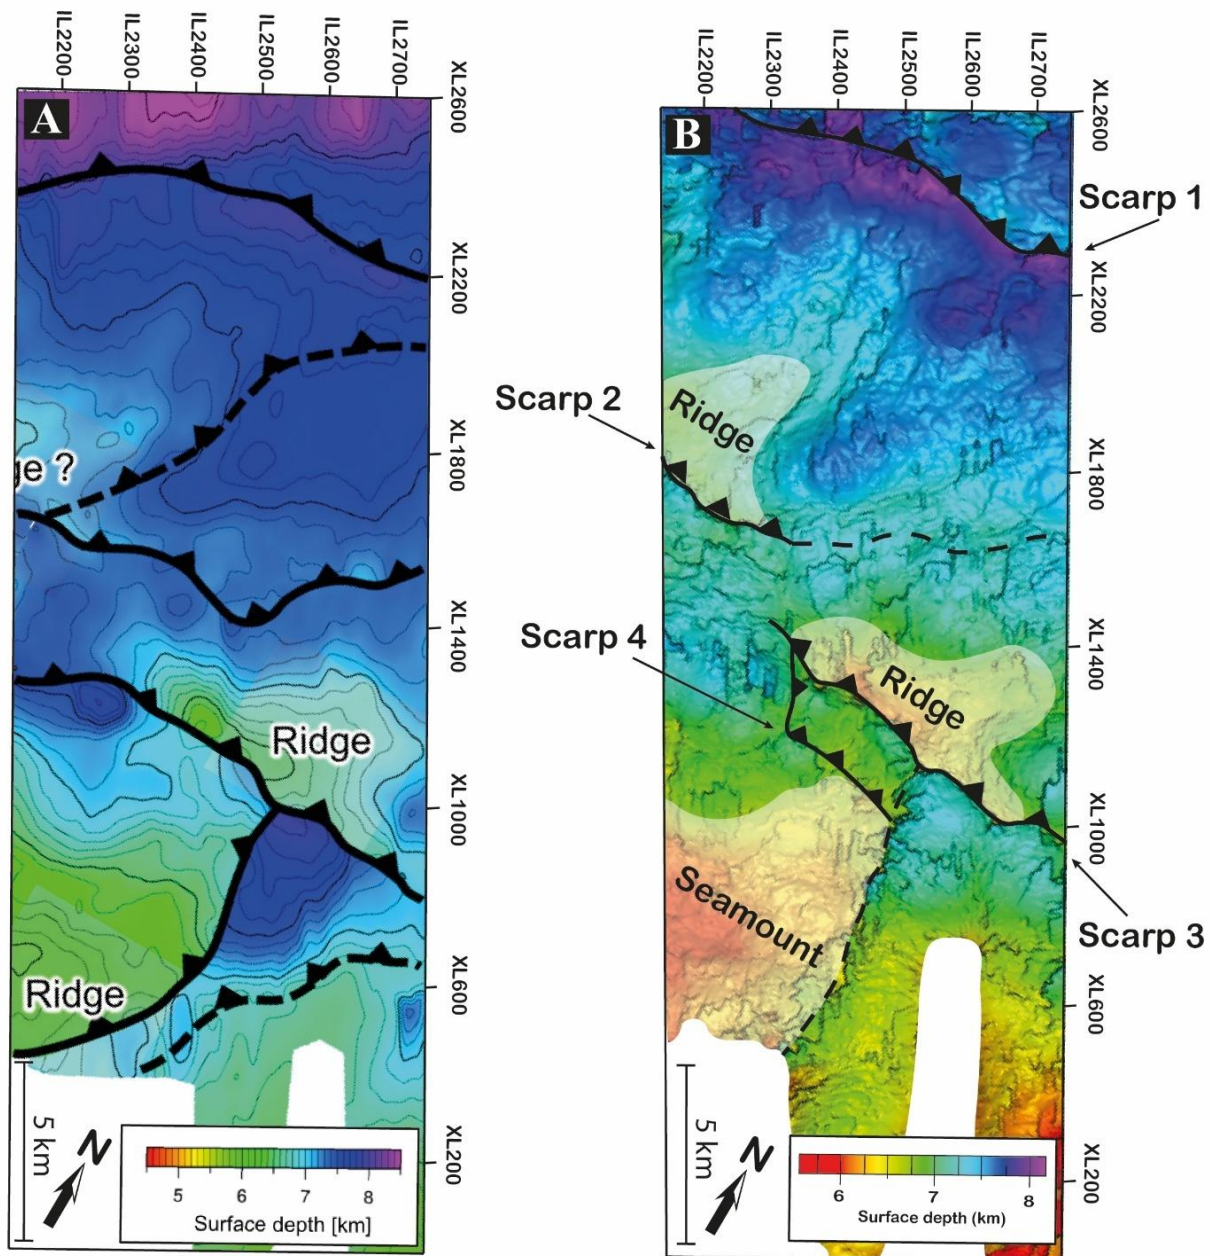 IL2200
IL2300
IL2400
IL2500
IL2600
IL2700
XL2600
XL2200
XL1800
XL1400
XL1000
XL600
XL200
A
ge ?
Ridge
Ridge
5 km
N
5 6 7 8
Surface depth [km]
IL2200
IL2300
IL2400
IL2500
IL2600
IL2700
XL2600
XL2200
XL1800
XL1400
XL1000
XL600
XL200
B
Scarp 1
Scarp 2
Ridge
Scarp 4
Ridge
Seamount
Scarp 3
5 km
N
6 7 8
Surface depth (km)